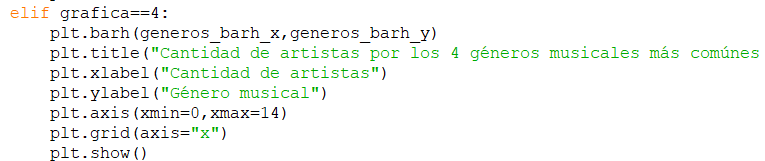 elif grafica==4:
    plt.barh(generos_barh_x,generos_barh_y)
    plt.title("Cantidad de artistas por los 4 géneros musicales más comúnes
    plt.xlabel("Cantidad de artistas")
    plt.ylabel("Género musical")
    plt.axis(xmin=0,xmax=14)
    plt.grid(axis="x")
    plt.show()